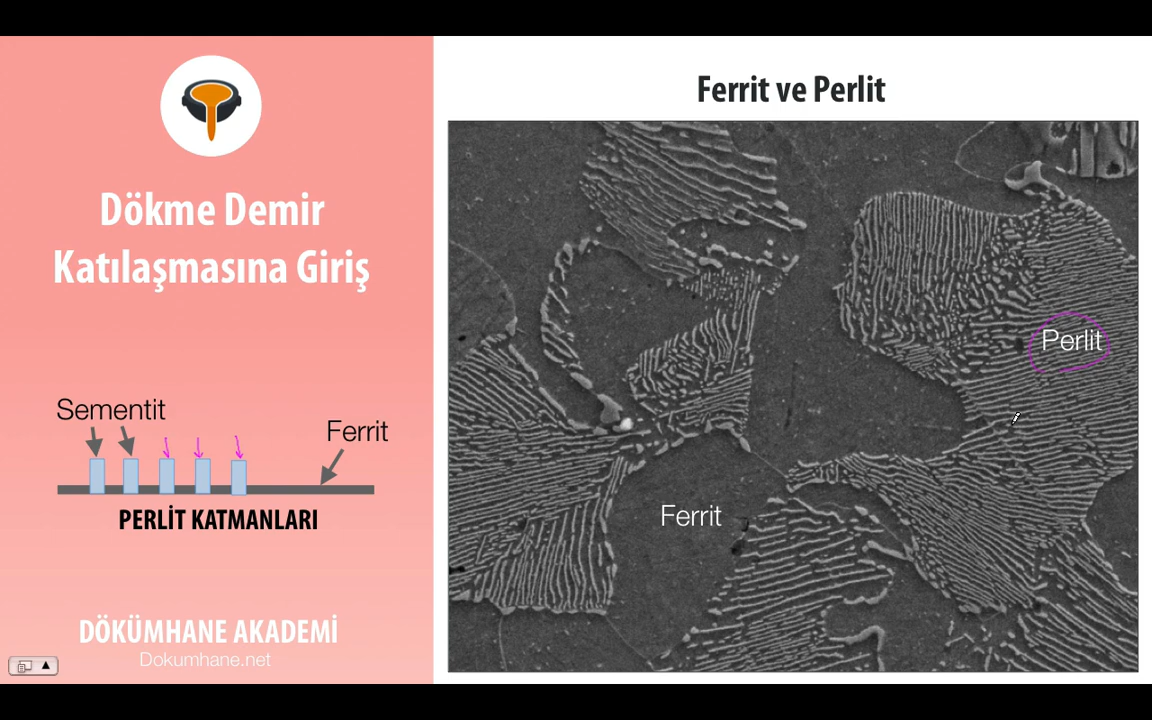 Dökme Demir
Katılaşmasına Giriş
Sementit
Ferrit
PERLİT KATMANLARI
DÖKÜMHANE AKADEMİ
Dokumhane.net
Ferrit ve Perlit
Perlit
Ferrit